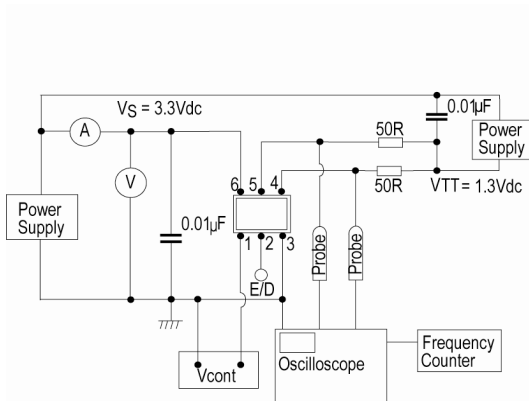 VS = 3.3Vdc
0.01µF
A
50R
Power
Supply
V
50R
VTT = 1.3Vdc
6 5 4
Power
Supply
0.01µF
1 2 3
E/D
Probe
Probe
Vcont
Oscilloscope
Frequency
Counter